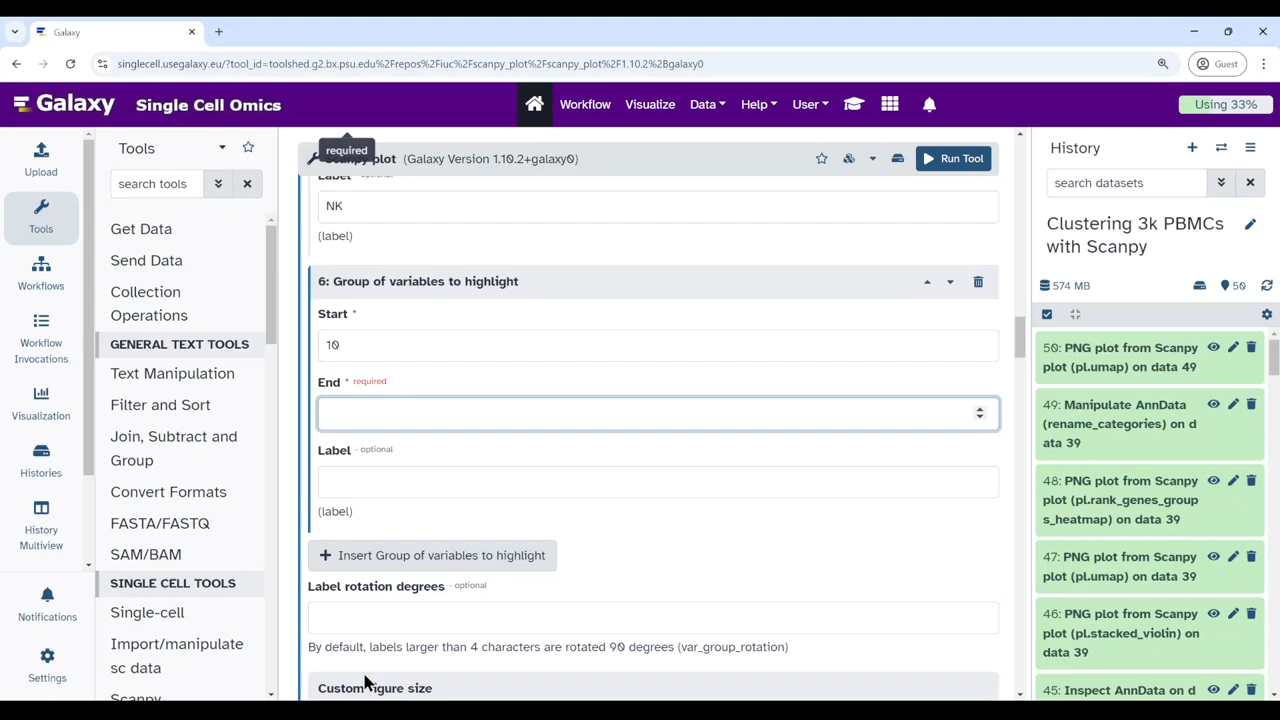 Galaxy
singlecell.usegalaxy.eu/?tool_id=toolshed.g2.bx.psu.edu%2Frepos%2Fiuc%2Fscanpy_plot%2Fscanpy_plot%2F1.10.2%2Bgalaxy0
Guest
Galaxy Single Cell Omics
Workflow Visualize Data Help User
Using 33%
required
Upload
Tools
Workflows
Workflow
Invocations
Visualization
Histories
History
Multiview
Notifications
Settings
Tools
search tools
Get Data
Send Data
Collection
Operations
GENERAL TEXT TOOLS
Text Manipulation
Filter and Sort
Join, Subtract and
Group
Convert Formats
FASTA/FASTQ
SAM/BAM
SINGLE CELL TOOLS
Single-cell
Import/manipulate
sc data
Scanpy
Scanpy plot (Galaxy Version 1.10.2+galaxy0)
Run Tool
Label - optional
NK
(label)
6: Group of variables to highlight
Start *
10
End * required
Label - optional
(label)
+ Insert Group of variables to highlight
Label rotation degrees - optional
By default, labels larger than 4 characters are rotated 90 degrees (var_group_rotation)
Custom figure size
History
search datasets
Clustering 3k PBMCs
with Scanpy
574 MB
50
50: PNG plot from Scanpy
plot (pl.umap) on data 49
49: Manipulate AnnData
(rename_categories) on d
ata 39
48: PNG plot from Scanpy
plot (pl.rank_genes_group
s_heatmap) on data 39
47: PNG plot from Scanpy
plot (pl.umap) on data 39
46: PNG plot from Scanpy
plot (pl.stacked_violin) on
data 39
45: Inspect AnnData on d